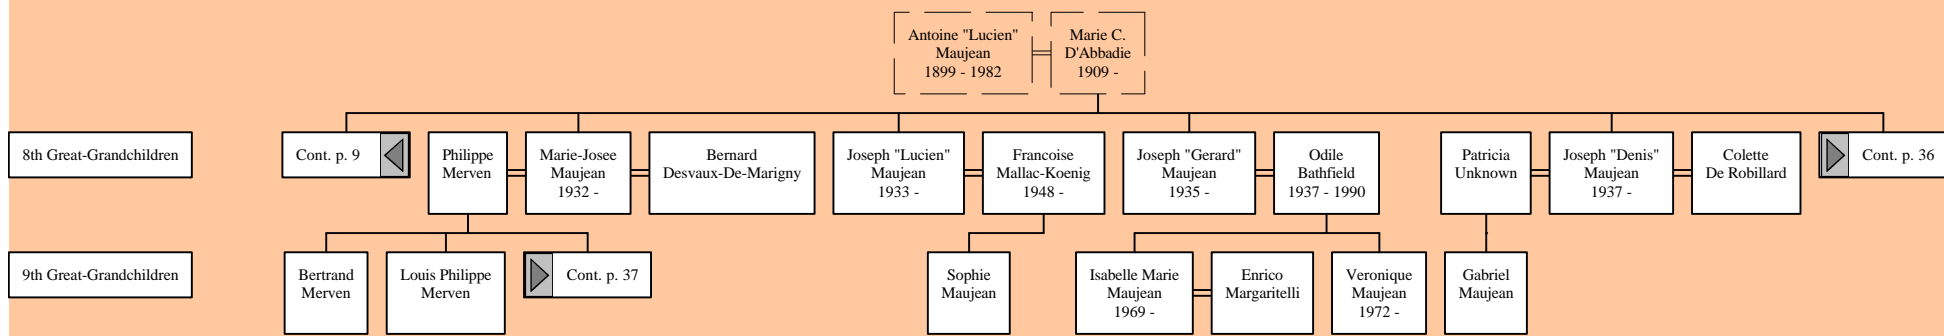 Antoine "Lucien"
Maujean
1899 - 1982
Marie C.
D'Abbadie
1909 -
8th Great-Grandchildren
Cont. p. 9
Philippe
Merven
Marie-Josee
Maujean
1932 -
Bernard
Desvaux-De-Marigny
Joseph "Lucien"
Maujean
1933 -
Francoise
Mallac-Koenig
1948 -
Joseph "Gerard"
Maujean
1935 -
Odile
Bathfield
1937 - 1990
Patricia
Unknown
Joseph "Denis"
Maujean
1937 -
Colette
De Robillard
Cont. p. 36
9th Great-Grandchildren
Bertrand
Merven
Louis Philippe
Merven
Cont. p. 37
Sophie
Maujean
Isabelle Marie
Maujean
1969 -
Enrico
Margaritelli
Veronique
Maujean
1972 -
Gabriel
Maujean